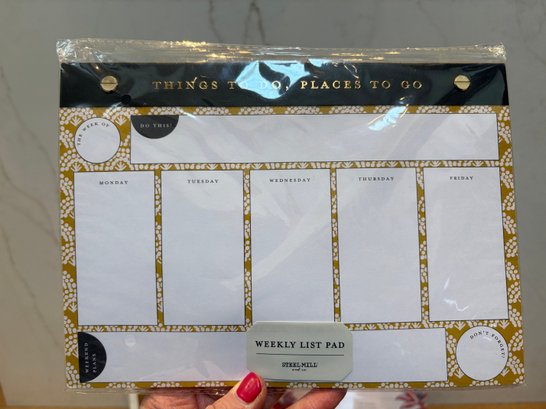 THINGS TO DO, PLACES TO GO
THE WEEK OF
DO THIS!
MONDAY
TUESDAY
WEDNESDAY
THURSDAY
FRIDAY
WEEKEND PLANS
WEEKLY LIST PAD
STEEL MILL
DON'T FORGET!